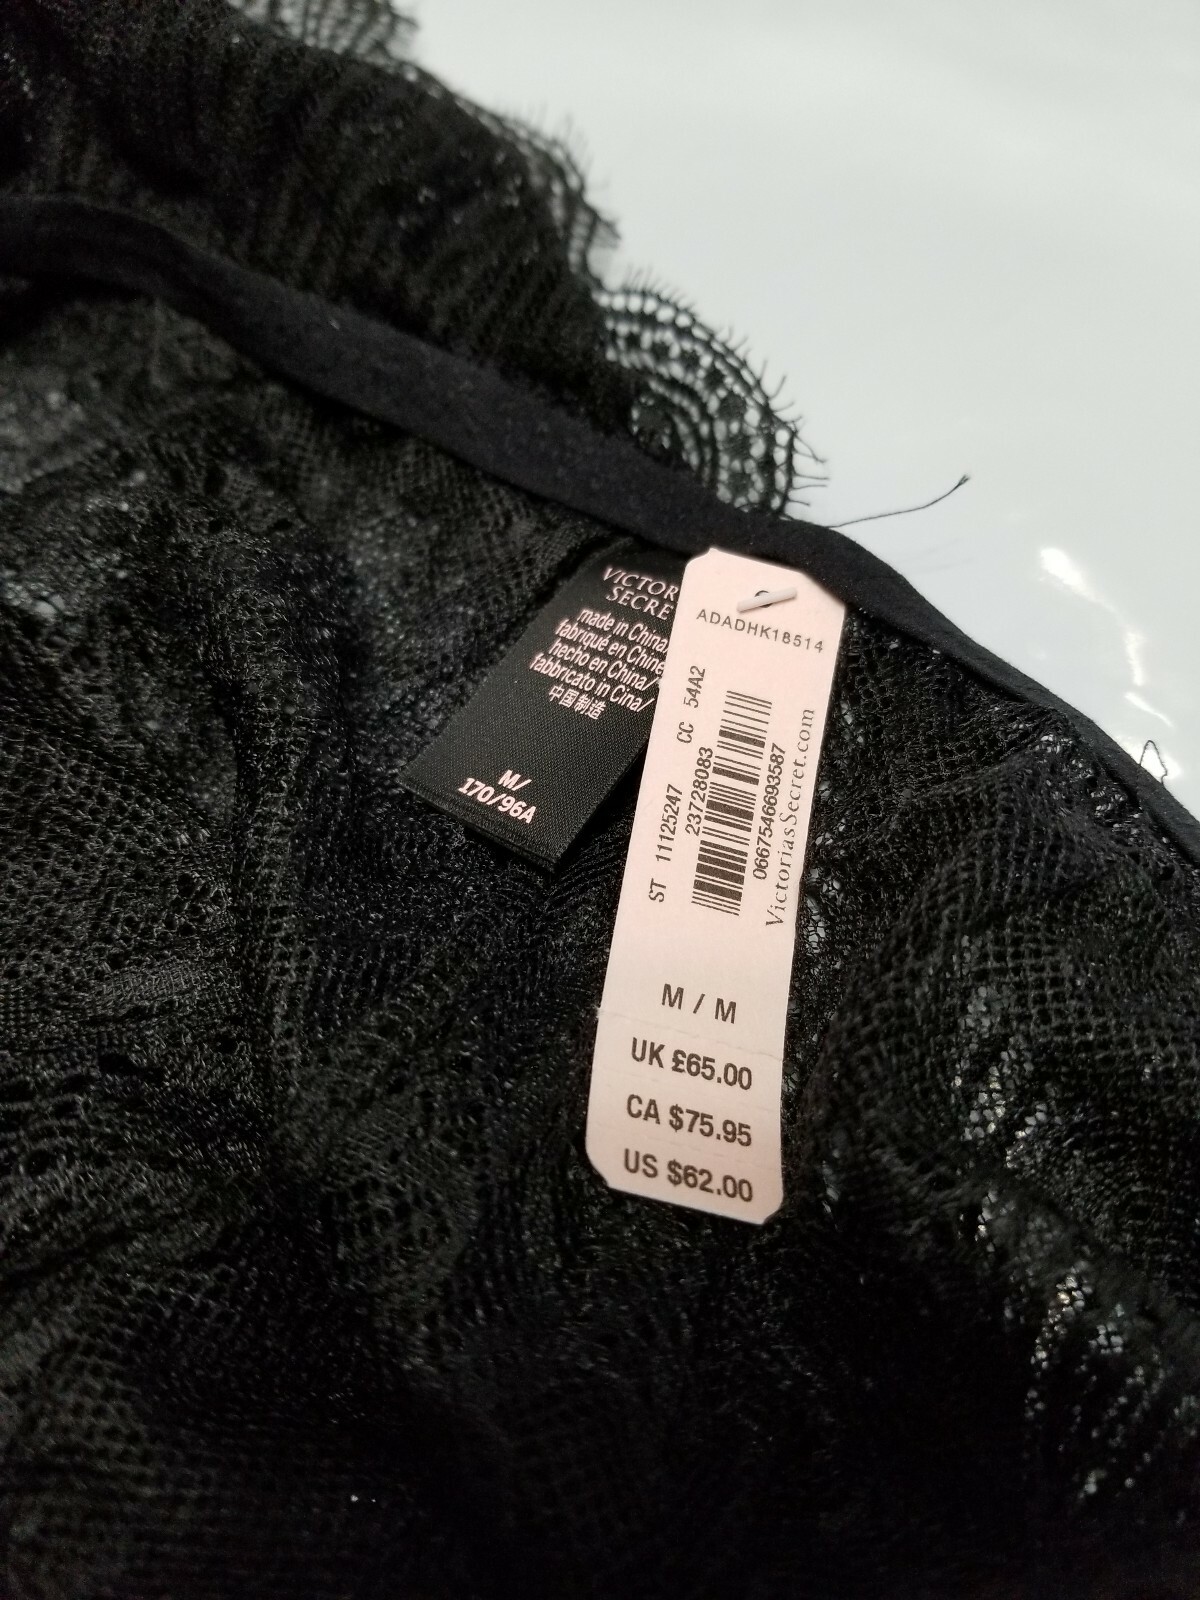 VICTOR
SECRE
made in China/
fabriqué en Chine
hecho en China/
fabbricato in Cina/
中国制造
M/
170/96A
ADADHK18514
ST 11125247 CC 54A2
23728083
0667546693587
VictoriasSecret.com
M / M
UK £65.00
CA $75.95
US $62.00